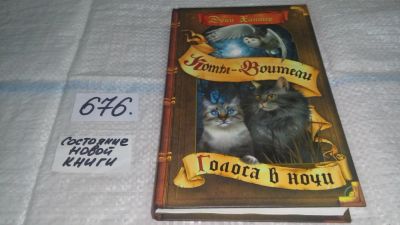 676.
состояние
новой
книги
Эрин Хантер
Коты-Воители
Голоса в ночи